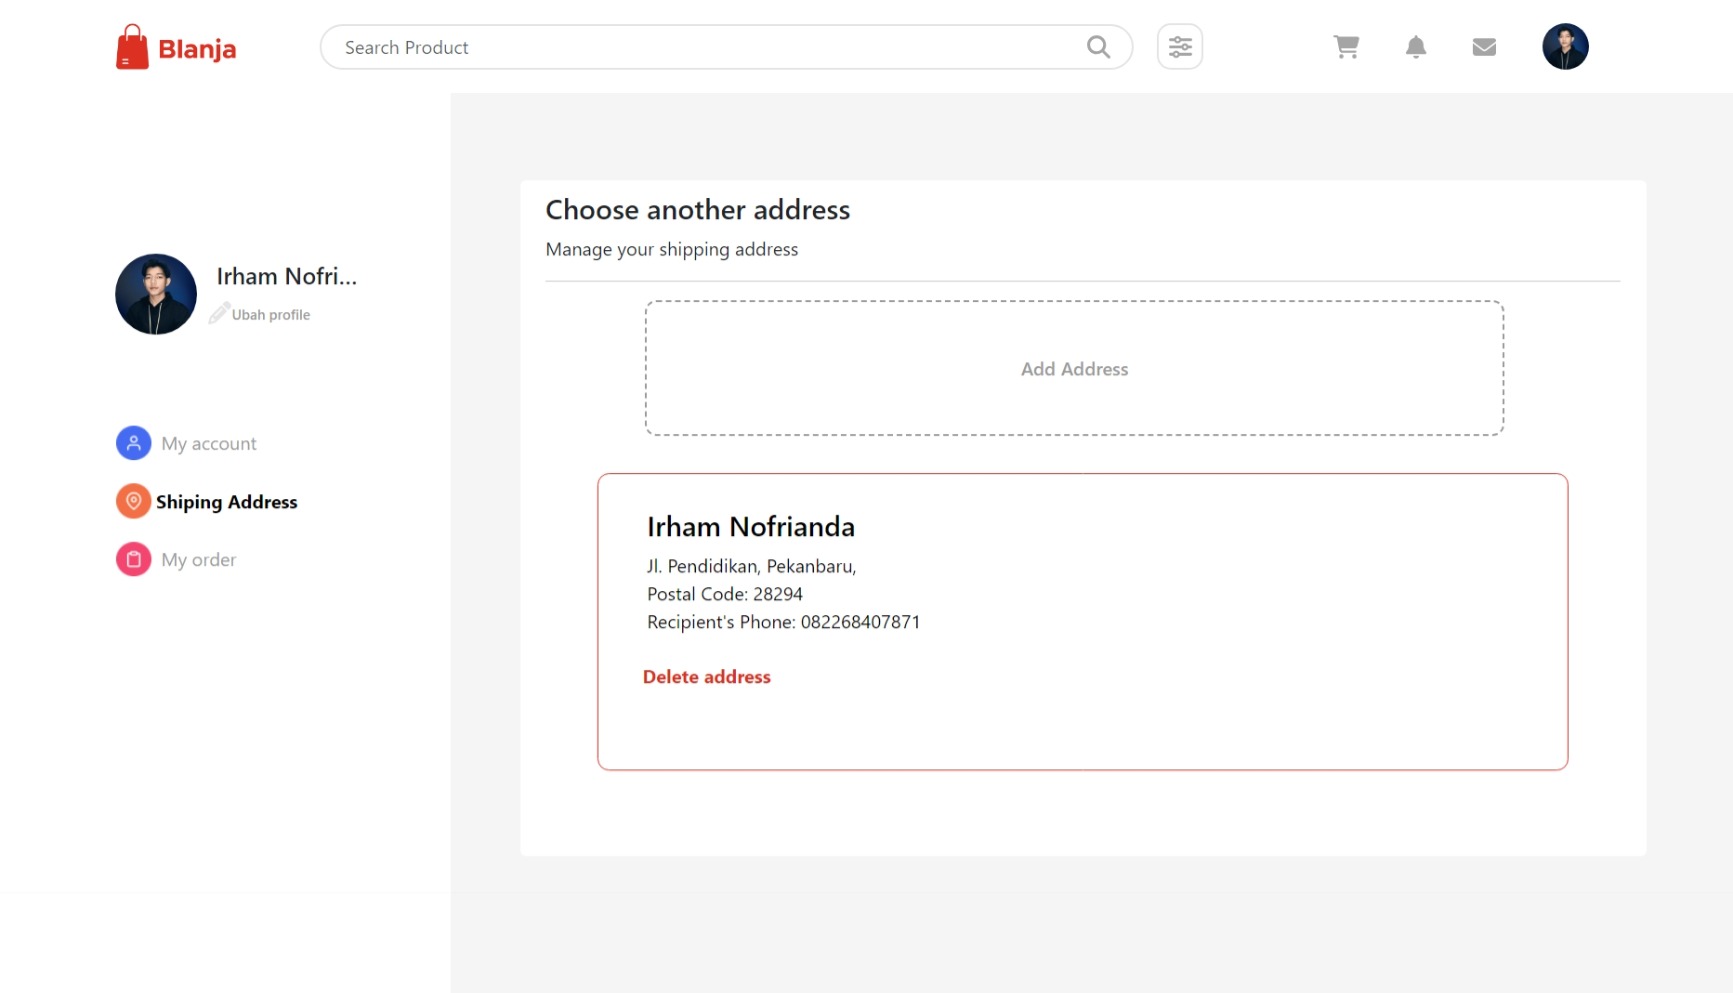 Blanja
Search Product
Irham Nofri...
Ubah profile
My account
Shiping Address
My order
Choose another address
Manage your shipping address
Add Address
Irham Nofrianda
Jl. Pendidikan, Pekanbaru,
Postal Code: 28294
Recipient's Phone: 082268407871
Delete address